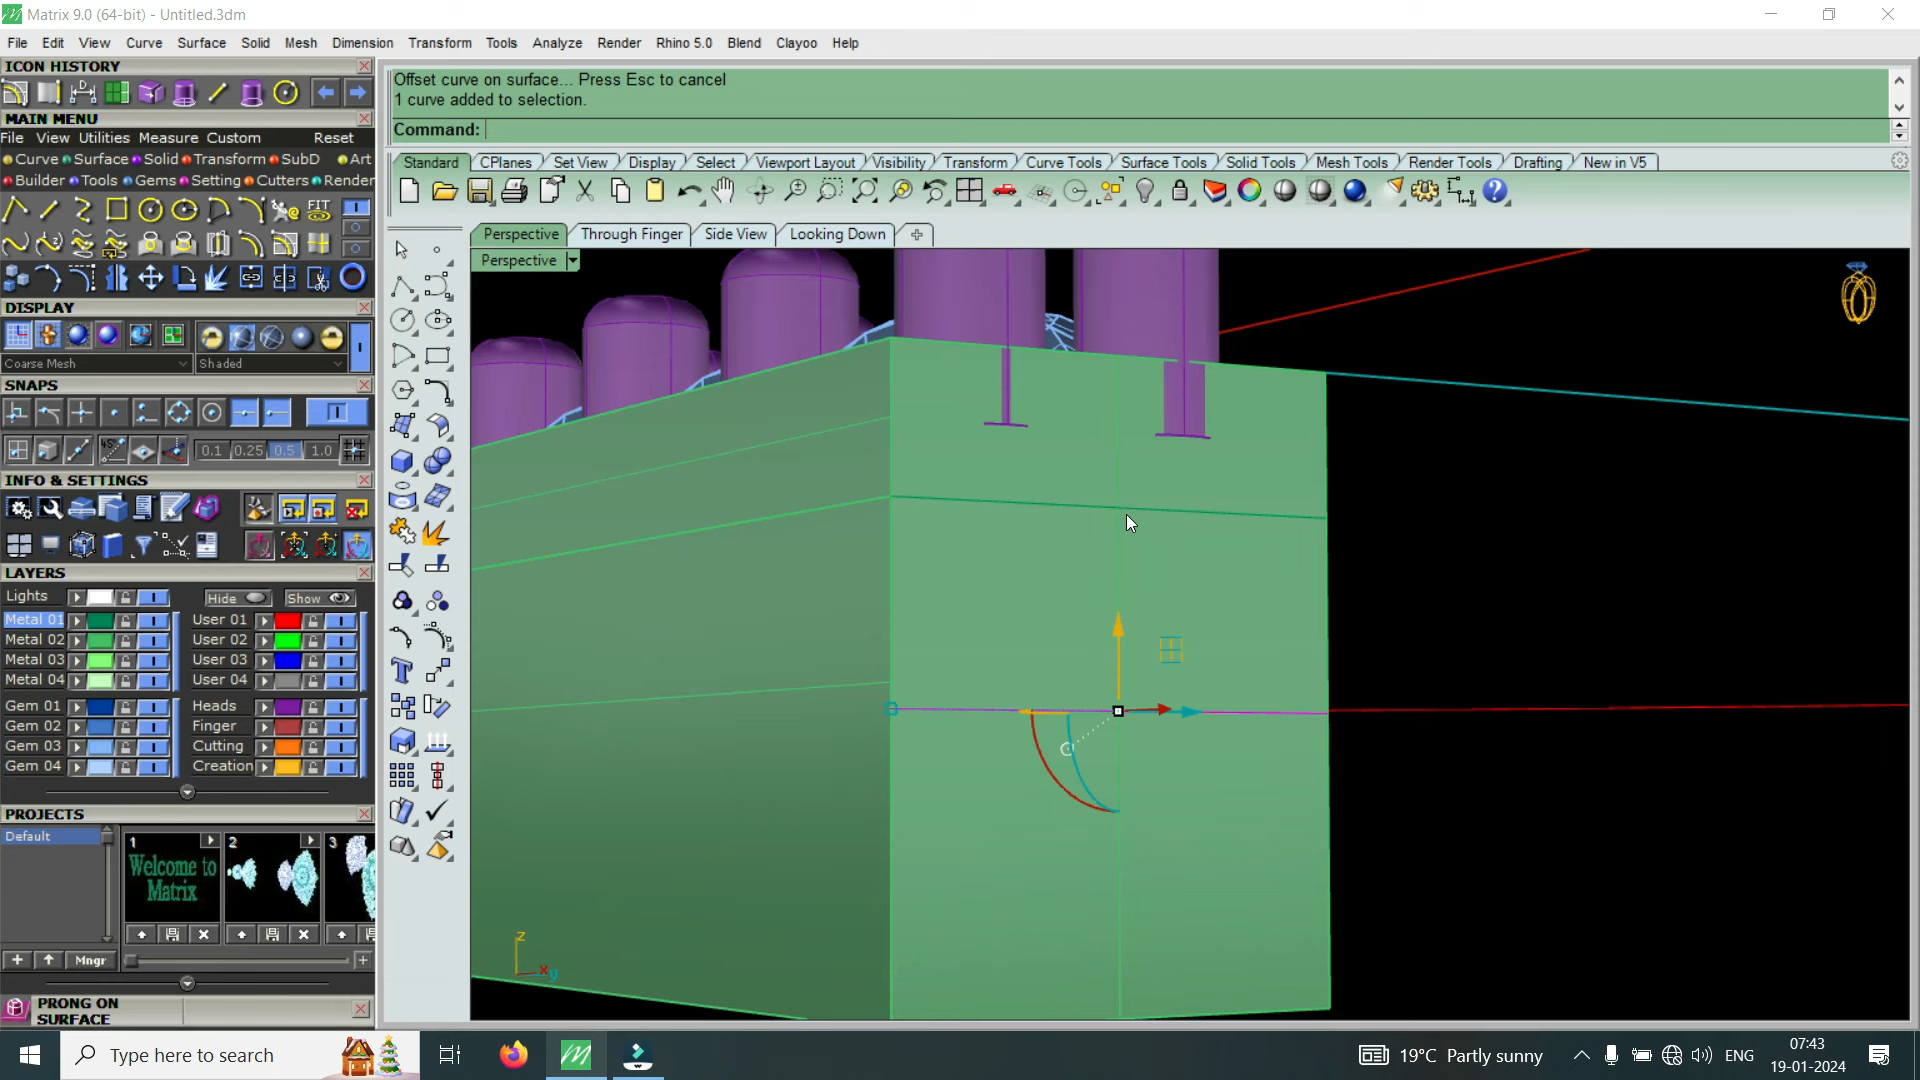 Matrix 9.0 (64-bit) - Untitled.3dm
File Edit View Curve Surface Solid Mesh Dimension Transform Tools Analyze Render Rhino 5.0 Blend Clayoo Help
ICON HISTORY
Offset curve on surface... Press Esc to cancel
1 curve added to selection.
Command:
MAIN MENU
File View Utilities Measure Custom Reset
Curve Surface Solid Transform SubD Art
Builder Tools Gems Setting Cutters Render
Standard CPlanes Set View Display Select Viewport Layout Visibility Transform Curve Tools Surface Tools Solid Tools Mesh Tools Render Tools Drafting New in V5
FIT
Perspective Through Finger Side View Looking Down
Perspective
DISPLAY
Coarse Mesh Shaded
SNAPS
45°
0.1 0.25 0.5 1.0
INFO & SETTINGS
LAYERS
Lights Hide Show
Metal 01 User 01
Metal 02 User 02
Metal 03 User 03
Metal 04 User 04
Gem 01 Heads
Gem 02 Finger
Gem 03 Cutting
Gem 04 Creation
PROJECTS
Default
1 2 3
Welcome to
Matrix
Mngr
PRONG ON
SURFACE
z
x y
Type here to search
19°C Partly sunny
ENG
07:43
19-01-2024